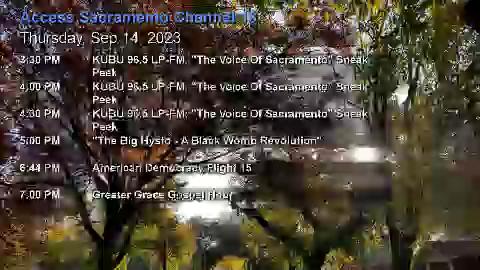 Access Sacramento Channel
Thursday, Sep 14, 2023
3:30 PM KUBU 96.5 LP-FM: "The Voice Of Sacramento" Sneak
Peek
4:00 PM KUBU 96.5 LP-FM: "The Voice Of Sacramento" Sneak
Peek
4:30 PM KUBU 96.5 LP-FM: "The Voice Of Sacramento" Sneak
Peek
5:00 PM "The Big Hysto - A Black Womb Revolution"
6:44 PM American Democracy, Flight 15
7:00 PM Greater Grace Gospel Hour